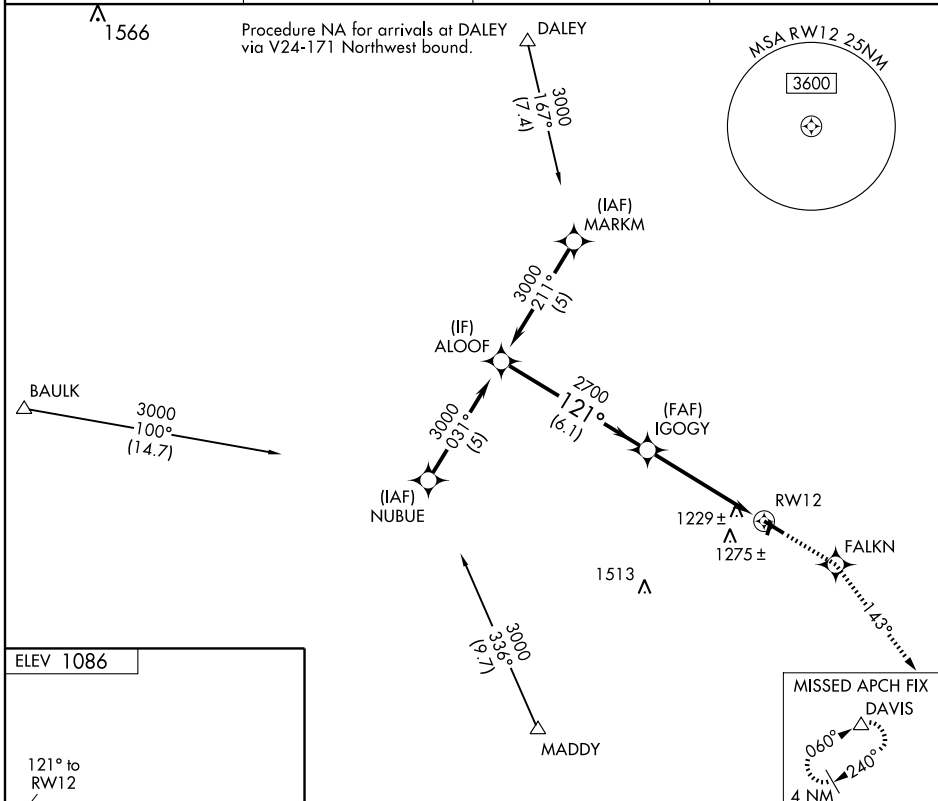 1566
Procedure NA for arrivals at DALEY
via V24-171 Northwest bound.
DALEY
3000
167°
(7.4)
MSA RW12 25NM
3600
(IAF)
MARKM
3000
211°
(5)
(IF)
ALOOF
BAULK
3000
100°
(14.7)
3000
031°
(5)
(IAF)
NUBUE
2700
121°
(6.1)
(FAF)
IGOGY
RW12
1229 ±
1275 ±
FALKN
1513
143°
3000
336°
(9.7)
MADDY
ELEV 1086
121° to
RW12
MISSED APCH FIX
DAVIS
060°
240°
4 NM